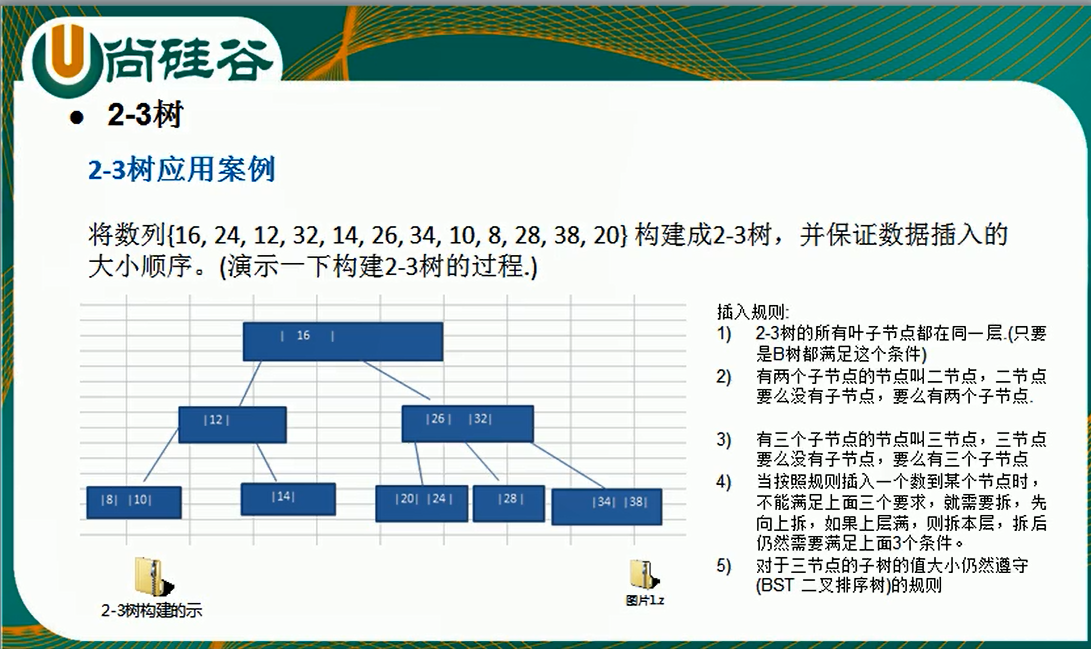 尚硅谷
● 2-3树
2-3树应用案例
将数列{16, 24, 12, 32, 14, 26, 34, 10, 8, 28, 38, 20} 构建成2-3树，并保证数据插入的
大小顺序。(演示一下构建2-3树的过程.)
| 16 |
|12|
|26| |32|
|8| |10|
|14|
|20| |24|
|28|
|34| |38|
2-3树构建的示
图片1.z
插入规则:
1) 2-3树的所有叶子节点都在同一层.(只要
是B树都满足这个条件)
2) 有两个子节点的节点叫二节点，二节点
要么没有子节点，要么有两个子节点.
3) 有三个子节点的节点叫三节点，三节点
要么没有子节点，要么有三个子节点
4) 当按照规则插入一个数到某个节点时，
不能满足上面三个要求，就需要拆，先
向上拆，如果上层满，则拆本层，拆后
仍然需要满足上面3个条件。
5) 对于三节点的子树的值大小仍然遵守
(BST 二叉排序树)的规则